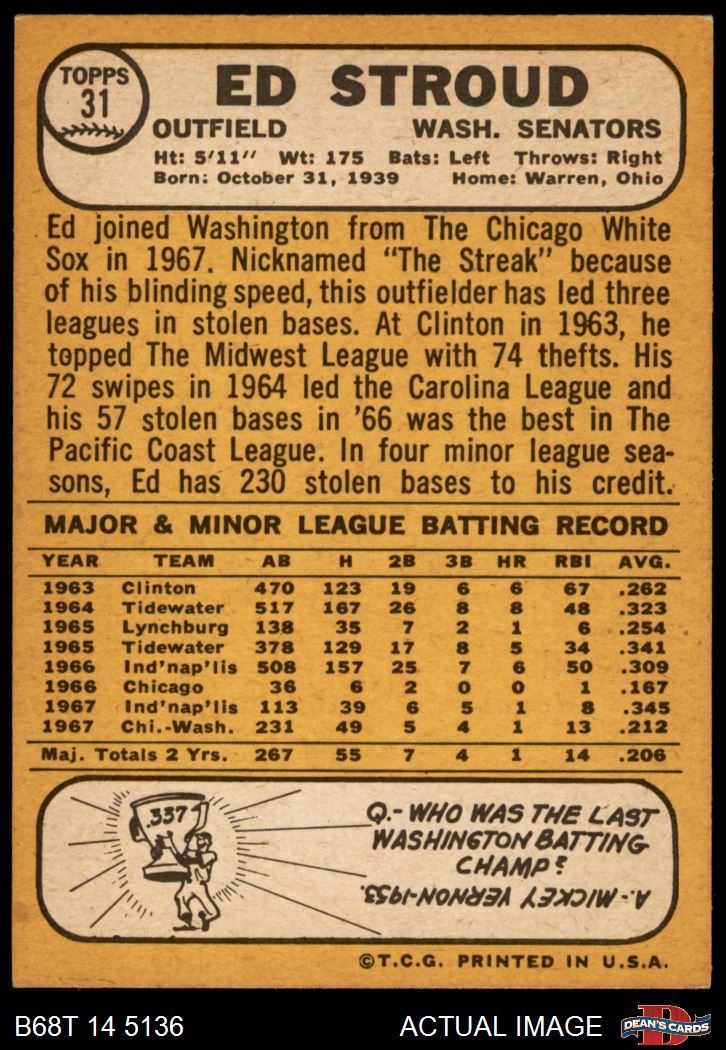 TOPPS
31
ED STROUD
OUTFIELD WASH. SENATORS
Ht: 5'11" Wt: 175 Bats: Left Throws: Right
Born: October 31, 1939 Home: Warren, Ohio
Ed joined Washington from The Chicago White
Sox in 1967. Nicknamed "The Streak" because
of his blinding speed, this outfielder has led three
leagues in stolen bases. At Clinton in 1963, he
topped The Midwest League with 74 thefts. His
72 swipes in 1964 led the Carolina League and
his 57 stolen bases in '66 was the best in The
Pacific Coast League. In four minor league sea-
sons, Ed has 230 stolen bases to his credit.
MAJOR & MINOR LEAGUE BATTING RECORD
YEAR TEAM AB H 2B 3B HR RBI AVG.
1963 Clinton 470 123 19 6 6 67 .262
1964 Tidewater 517 167 26 8 8 48 .323
1965 Lynchburg 138 35 7 2 1 6 .254
1965 Tidewater 378 129 17 8 5 34 .341
1966 Ind'nap'lis 508 157 25 7 6 50 .309
1966 Chicago 36 6 2 0 0 1 .167
1967 Ind'nap'lis 113 39 6 5 1 8 .345
1967 Chi.-Wash. 231 49 5 4 1 13 .212
Maj. Totals 2 Yrs. 267 55 7 4 1 14 .206
.337
Q.- WHO WAS THE LAST
WASHINGTON BATTING
CHAMP?
A.- MICKEY VERNON-1953.
©T.C.G. PRINTED IN U.S.A.
B68T 14 5136 ACTUAL IMAGE
D
DEAN'S CARDS